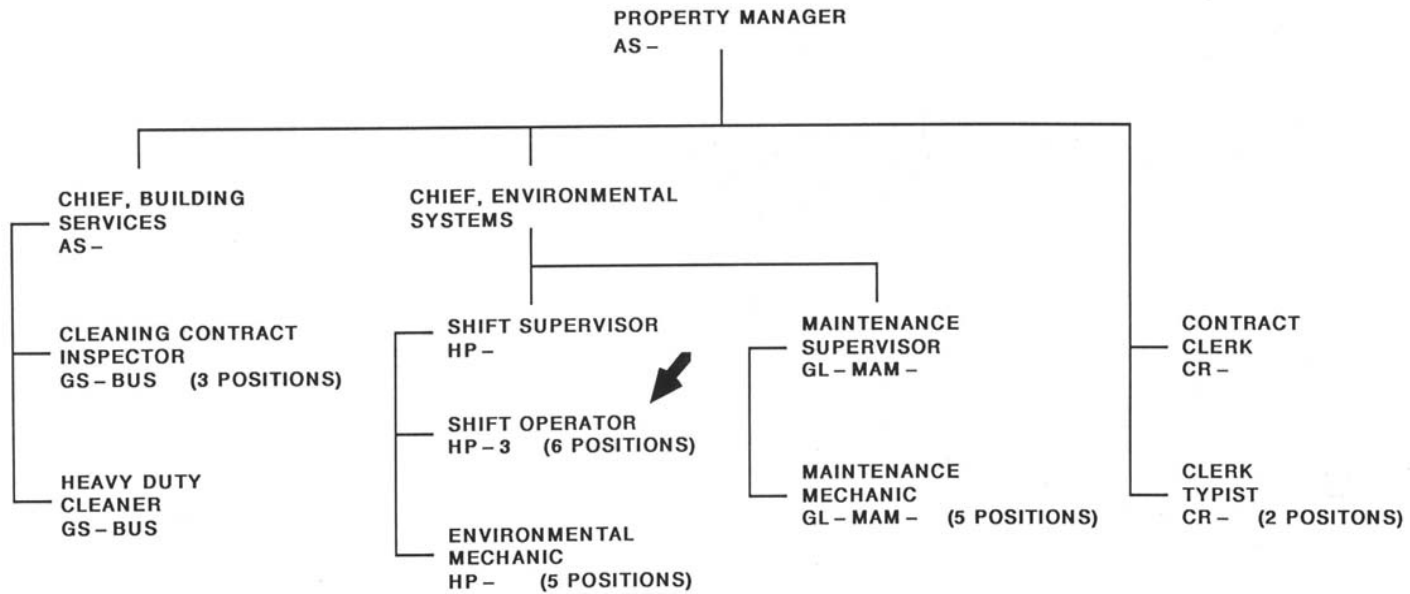 PROPERTY MANAGER
AS –
CHIEF, BUILDING
SERVICES
AS –
CHIEF, ENVIRONMENTAL
SYSTEMS
CLEANING CONTRACT
INSPECTOR
GS – BUS (3 POSITIONS)
HEAVY DUTY
CLEANER
GS – BUS
SHIFT SUPERVISOR
HP –
SHIFT OPERATOR
HP – 3 (6 POSITIONS)
ENVIRONMENTAL
MECHANIC
HP – (5 POSITIONS)
MAINTENANCE
SUPERVISOR
GL – MAM –
MAINTENANCE
MECHANIC
GL – MAM – (5 POSITIONS)
CONTRACT
CLERK
CR –
CLERK
TYPIST
CR – (2 POSITONS)